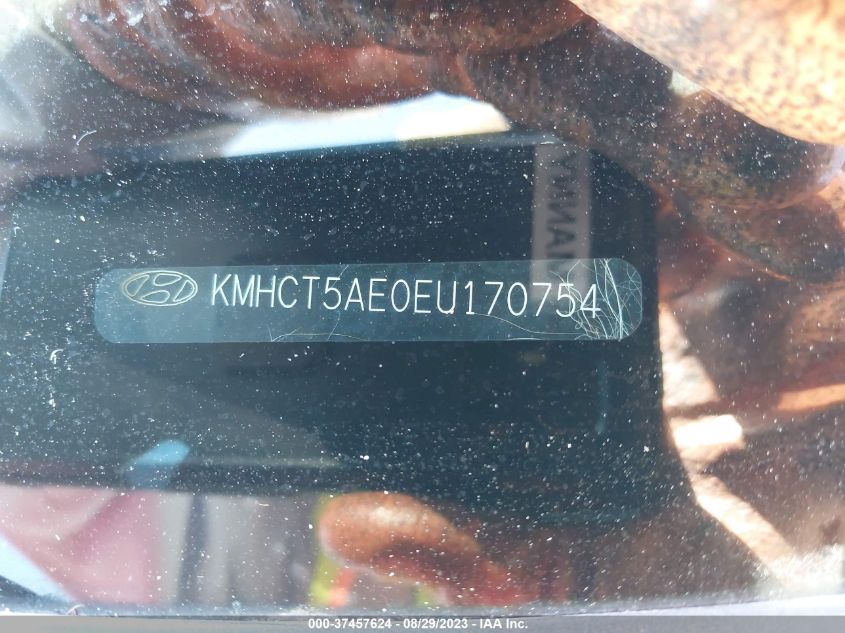 KMHCT5AE0EU170754
000-37457624 - 08/29/2023 - IAA Inc.